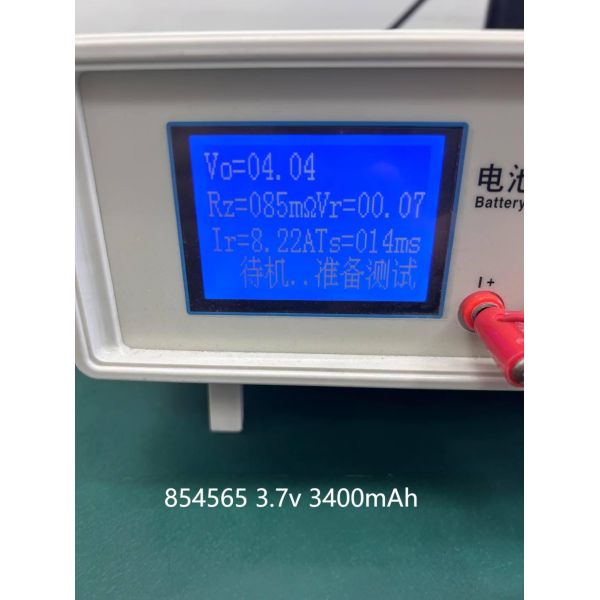 Vo=04.04
Rz=085mΩVr=00.07
Ir=8.22ATs=014ms
待机..准备测试
电池
Battery
I+
854565 3.7v 3400mAh